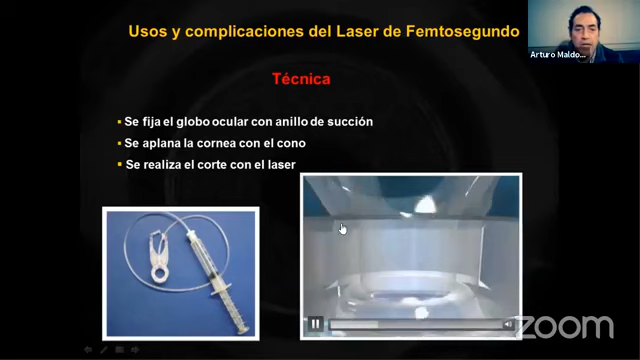 Usos y complicaciones del Laser de Femtosegundo
Arturo Maldo...
Técnica
Se fija el globo ocular con anillo de succión
Se aplana la cornea con el cono
Se realiza el corte con el laser
zoom